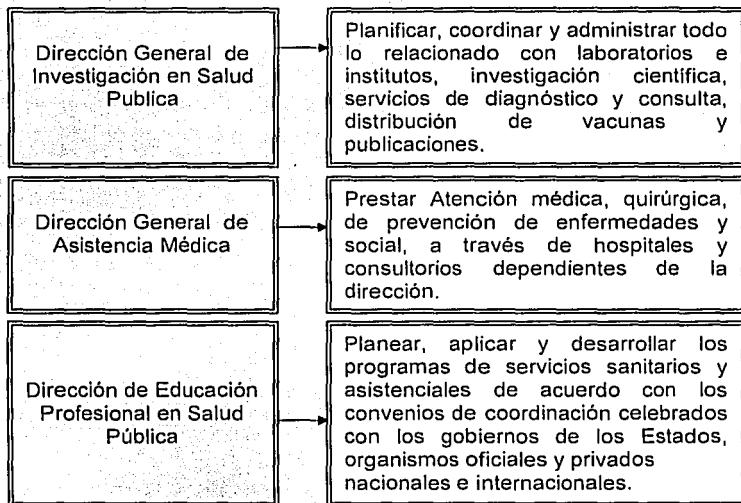 Dirección General de
Investigación en Salud
Publica
Planificar, coordinar y administrar todo
lo relacionado con laboratorios e
institutos, investigación científica,
servicios de diagnóstico y consulta,
distribución de vacunas y
publicaciones.
Dirección General de
Asistencia Médica
Prestar Atención médica, quirúrgica,
de prevención de enfermedades y
social, a través de hospitales y
consultorios dependientes de la
dirección.
Dirección de Educación
Profesional en Salud
Pública
Planear, aplicar y desarrollar los
programas de servicios sanitarios y
asistenciales de acuerdo con los
convenios de coordinación celebrados
con los gobiernos de los Estados,
organismos oficiales y privados
nacionales e internacionales.